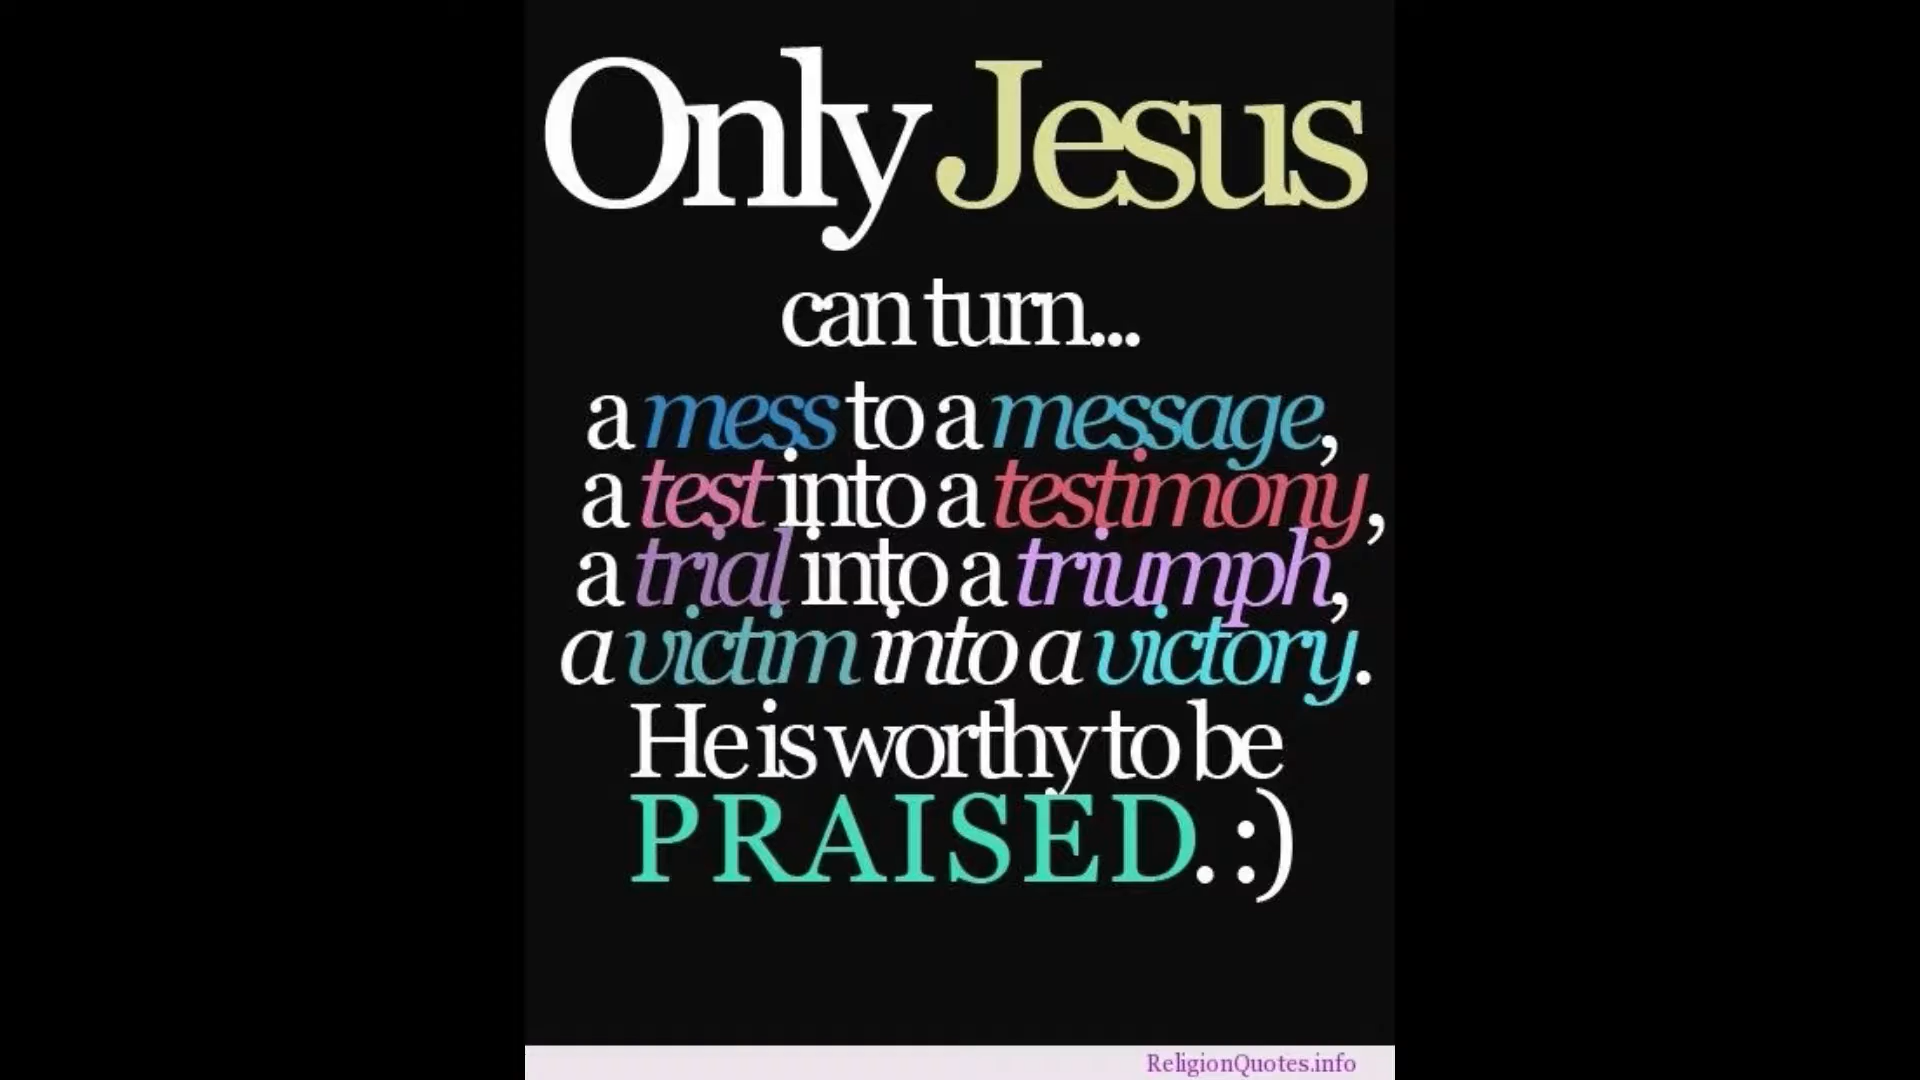 Only Jesus
can turn...
a mess to a message,
a test into a testimony,
a trial into a triumph,
a victim into a victory.
He is worthy to be
PRAISED. :)
ReligionQuotes.info